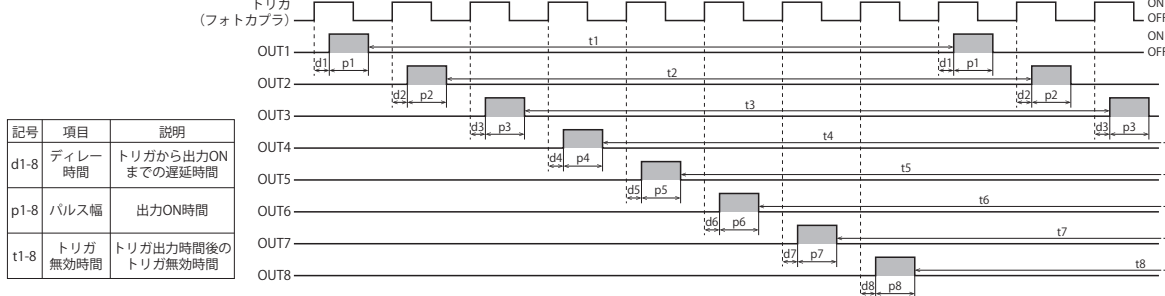 トリガ
(フォトカプラ)
ON
OFF
OUT1
ON
OFF
d1 p1 t1 d1 p1
OUT2
d2 p2 t2 d2 p2
OUT3
d3 p3 t3 d3 p3
OUT4
d4 p4 t4
OUT5
d5 p5 t5
OUT6
d6 p6 t6
OUT7
d7 p7 t7
OUT8
d8 p8 t8
記号 項目 説明
d1-8 ディレー時間 トリガから出力ON
までの遅延時間
p1-8 パルス幅 出力ON時間
t1-8 トリガ無効時間 トリガ出力時間後の
トリガ無効時間